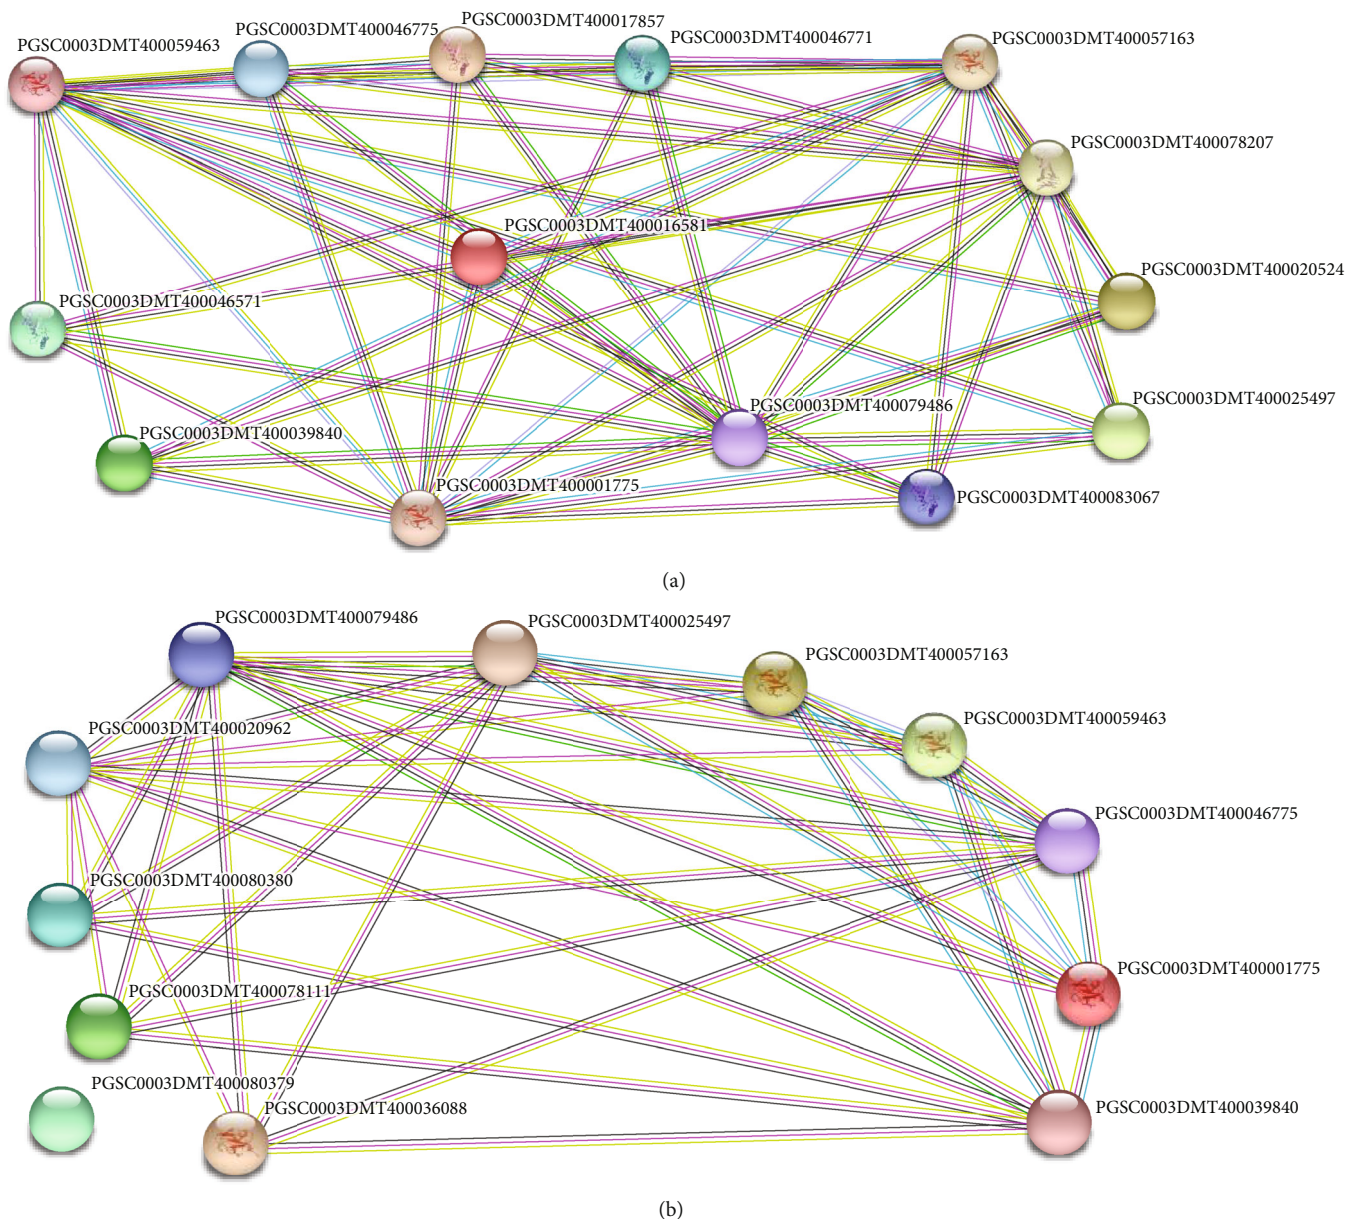 PGSC0003DMT400017857
PGSC0003DMT400046775
PGSC0003DMT400046771
PGSC0003DMT400057163
PGSC0003DMT400059463
PGSC0003DMT400078207
PGSC0003DMT400016581
PGSC0003DMT400020524
PGSC0003DMT400046571
PGSC0003DMT400025497
PGSC0003DMT400079486
PGSC0003DMT400039840
PGSC0003DMT400001775
PGSC0003DMT400083067
(a)
PGSC0003DMT400079486
PGSC0003DMT400025497
PGSC0003DMT400057163
PGSC0003DMT400059463
PGSC0003DMT400020962
PGSC0003DMT400046775
PGSC0003DMT400080380
PGSC0003DMT400001775
PGSC0003DMT400078111
PGSC0003DMT400080379
PGSC0003DMT400036088
PGSC0003DMT400039840
(b)